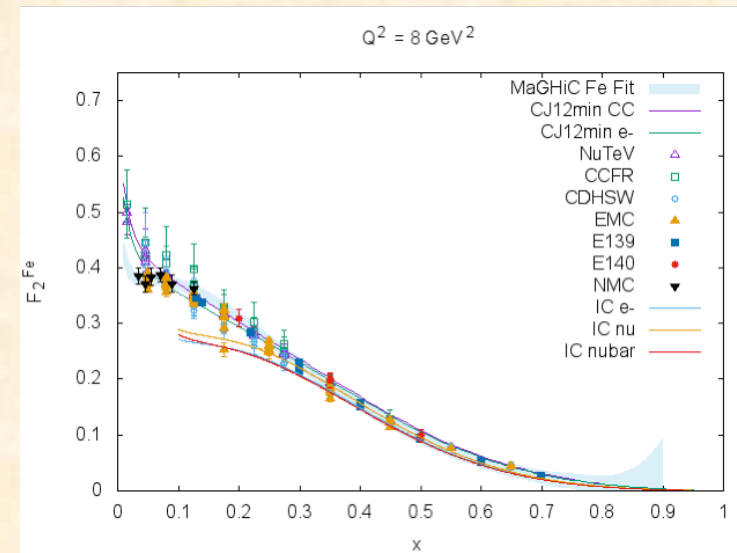 Q² = 8 GeV²
MaGHiC Fe Fit
CJ12min CC
CJ12min e-
NuTeV
CCFR
CDHSW
EMC
E139
E140
NMC
IC e-
IC nu
IC nubar
F₂ Fe
0.7
0.6
0.5
0.4
0.3
0.2
0.1
0
0 0.1 0.2 0.3 0.4 0.5 0.6 0.7 0.8 0.9 1
x